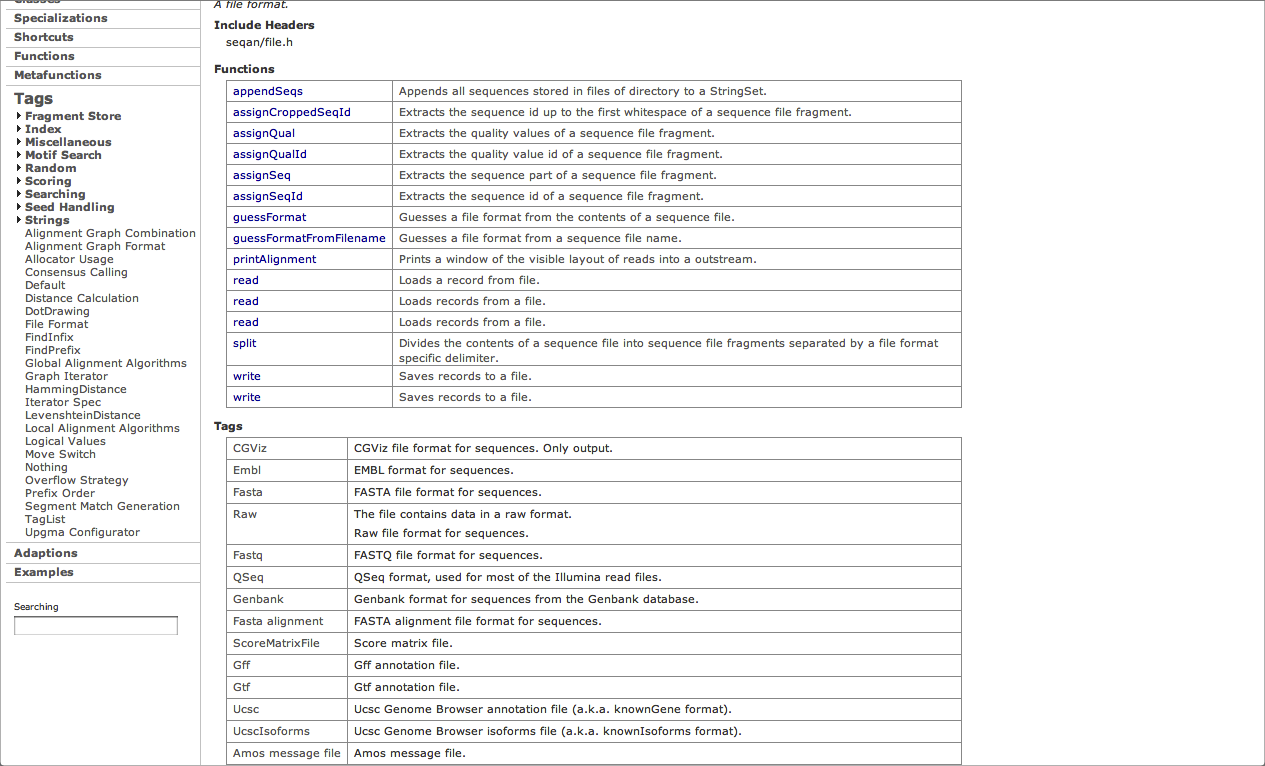 Classes
Specializations
Shortcuts
Functions
Metafunctions
Tags
Fragment Store
Index
Miscellaneous
Motif Search
Random
Scoring
Searching
Seed Handling
Strings
Alignment Graph Combination
Alignment Graph Format
Allocator Usage
Consensus Calling
Default
Distance Calculation
DotDrawing
File Format
FindInfix
FindPrefix
Global Alignment Algorithms
Graph Iterator
HammingDistance
Iterator Spec
LevenshteinDistance
Local Alignment Algorithms
Logical Values
Move Switch
Nothing
Overflow Strategy
Prefix Order
Segment Match Generation
TagList
Upgma Configurator
Adaptions
Examples
Searching
A file format.
Include Headers
seqan/file.h
Functions
appendSeqs Appends all sequences stored in files of directory to a StringSet.
assignCroppedSeqId Extracts the sequence id up to the first whitespace of a sequence file fragment.
assignQual Extracts the quality values of a sequence file fragment.
assignQualId Extracts the quality value id of a sequence file fragment.
assignSeq Extracts the sequence part of a sequence file fragment.
assignSeqId Extracts the sequence id of a sequence file fragment.
guessFormat Guesses a file format from the contents of a sequence file.
guessFormatFromFilename Guesses a file format from a sequence file name.
printAlignment Prints a window of the visible layout of reads into a outstream.
read Loads a record from file.
read Loads records from a file.
read Loads records from a file.
split Divides the contents of a sequence file into sequence file fragments separated by a file format
specific delimiter.
write Saves records to a file.
write Saves records to a file.
Tags
CGViz CGViz file format for sequences. Only output.
Embl EMBL format for sequences.
Fasta FASTA file format for sequences.
Raw The file contains data in a raw format.
Raw file format for sequences.
Fastq FASTQ file format for sequences.
QSeq QSeq format, used for most of the Illumina read files.
Genbank Genbank format for sequences from the Genbank database.
Fasta alignment FASTA alignment file format for sequences.
ScoreMatrixFile Score matrix file.
Gff Gff annotation file.
Gtf Gtf annotation file.
Ucsc Ucsc Genome Browser annotation file (a.k.a. knownGene format).
UcscIsoforms Ucsc Genome Browser isoforms file (a.k.a. knownIsoforms format).
Amos message file Amos message file.